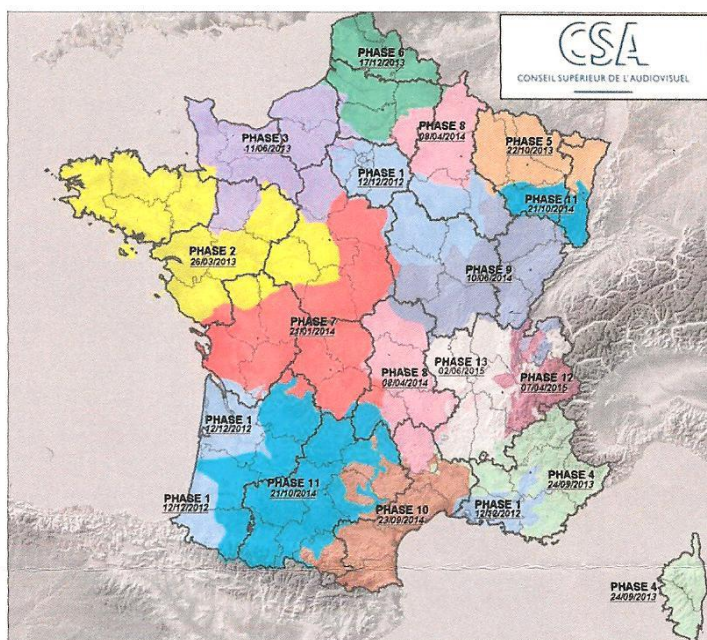 CSA
CONSEIL SUPÉRIEUR DE L'AUDIOVISUEL
PHASE 6
17/12/2013
PHASE 8
08/04/2014
PHASE 5
22/10/2013
PHASE 3
11/06/2013
PHASE 1
12/12/2012
PHASE 11
21/10/2014
PHASE 2
26/03/2013
PHASE 9
10/06/2014
PHASE 7
21/01/2014
PHASE 8
08/04/2014
PHASE 13
02/06/2015
PHASE 12
07/04/2015
PHASE 1
12/12/2012
PHASE 11
21/10/2014
PHASE 4
24/09/2013
PHASE 1
12/12/2012
PHASE 10
23/09/2014
PHASE 1
12/12/2012
PHASE 4
24/09/2013